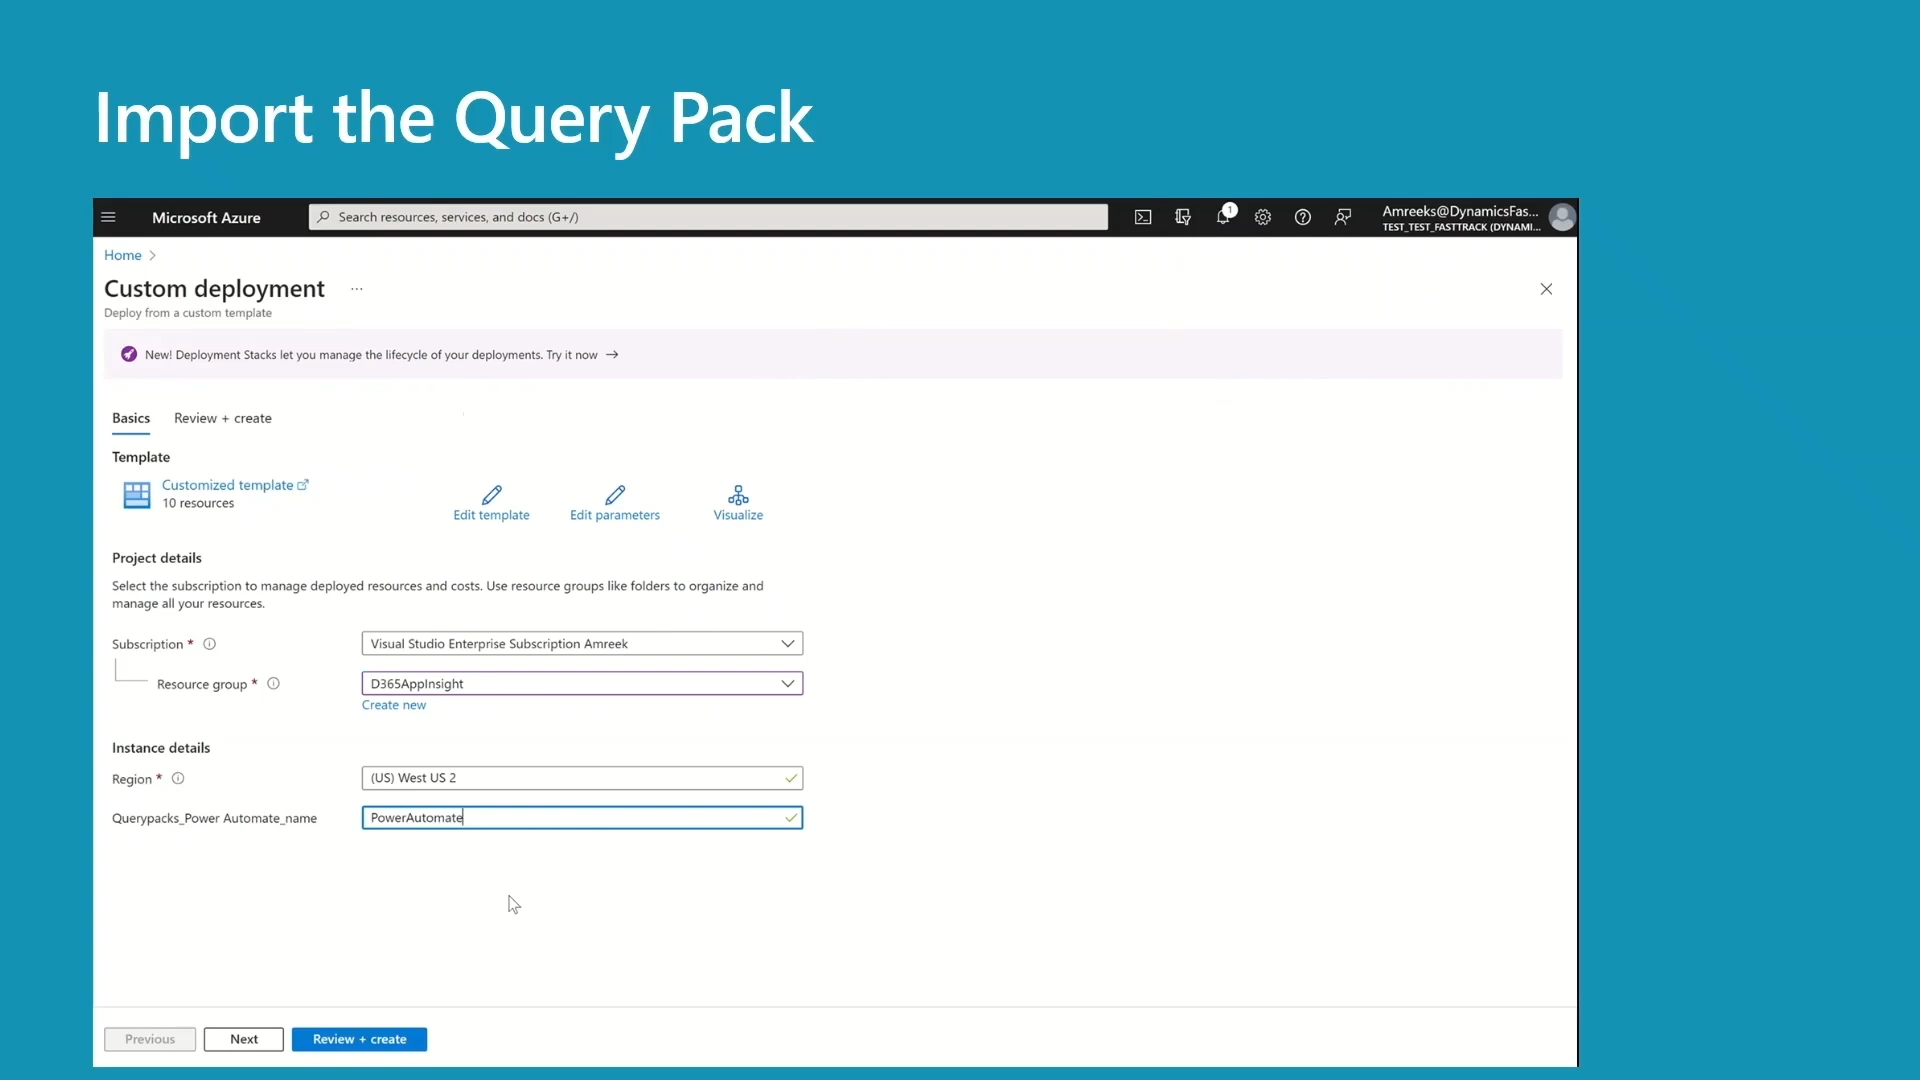 Import the Query Pack
Microsoft Azure
Search resources, services, and docs (G+/)
1
Amreeks@DynamicsFas...
TEST_TEST_FASTTRACK (DYNAMI...
Home
Custom deployment ...
Deploy from a custom template
New! Deployment Stacks let you manage the lifecycle of your deployments. Try it now →
Basics Review + create
Template
Customized template
10 resources
Edit template Edit parameters Visualize
Project details
Select the subscription to manage deployed resources and costs. Use resource groups like folders to organize and
manage all your resources.
Subscription * Visual Studio Enterprise Subscription Amreek
Resource group * D365AppInsight
Create new
Instance details
Region * (US) West US 2
Querypacks_Power Automate_name PowerAutomate
Previous Next Review + create